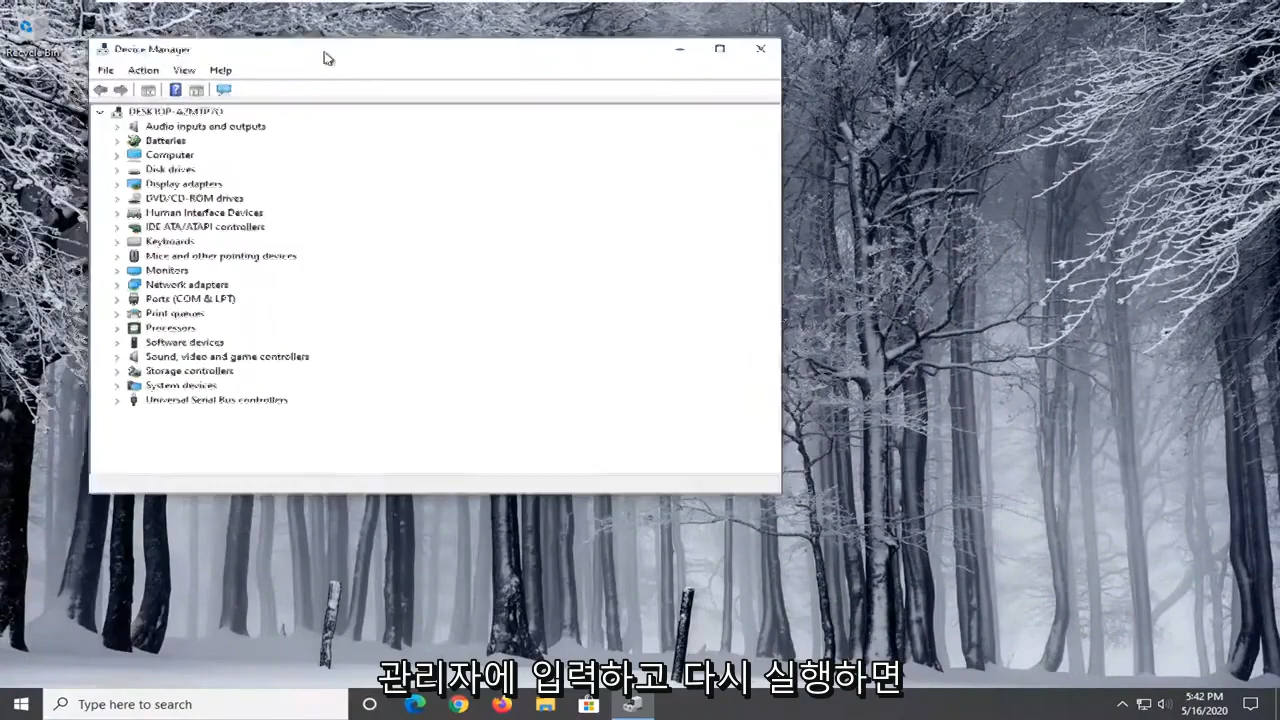 Recycle Bin
Device Manager
File Action View Help
Audio inputs and outputs
Batteries
Computer
Disk drives
Display adapters
DVD/CD-ROM drives
Human Interface Devices
IDE ATA/ATAPI controllers
Keyboards
Mice and other pointing devices
Monitors
Network adapters
Ports (COM & LPT)
Print queues
Processors
Software devices
Sound, video and game controllers
Storage controllers
System devices
Universal Serial Bus controllers
관리자에 입력하고 다시 실행하면
Type here to search
5:42 PM
5/16/2020